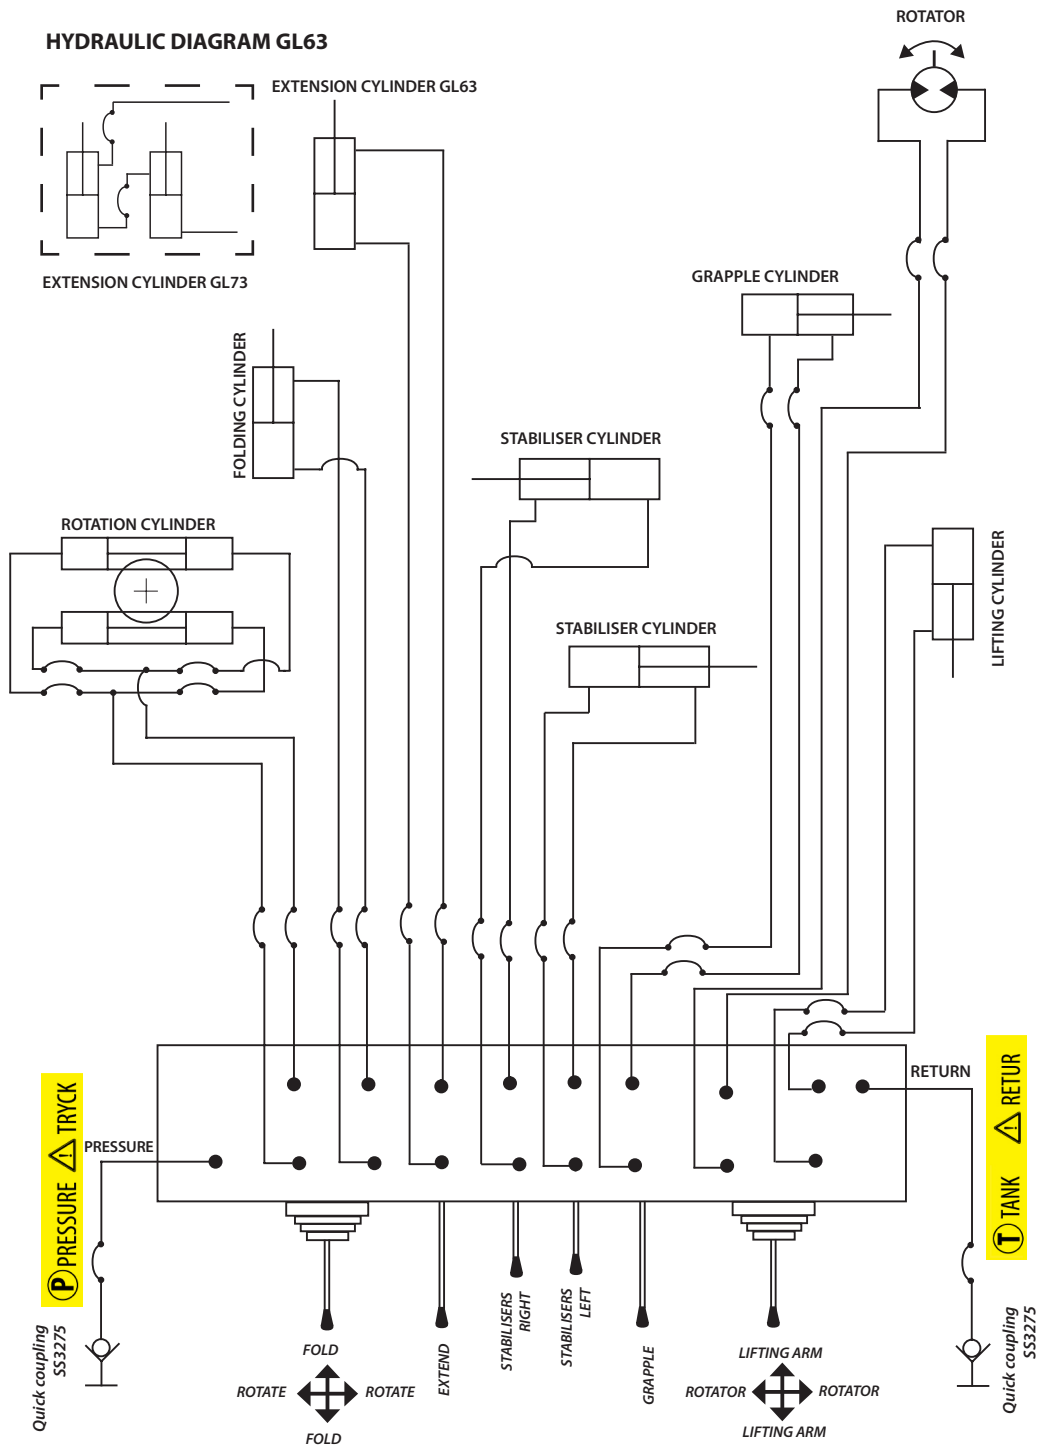 ROTATOR
HYDRAULIC DIAGRAM GL63
EXTENSION CYLINDER GL63
EXTENSION CYLINDER GL73
GRAPPLE CYLINDER
FOLDING CYLINDER
STABILISER CYLINDER
ROTATION CYLINDER
LIFTING CYLINDER
STABILISER CYLINDER
RETURN
PRESSURE
P PRESSURE ⚠ TRYCK
T TANK ⚠ RETUR
Quick coupling
SS3275
FOLD
ROTATE
ROTATE
FOLD
EXTEND
STABILISERS
RIGHT
STABILISERS
LEFT
GRAPPLE
LIFTING ARM
ROTATOR
ROTATOR
LIFTING ARM
Quick coupling
SS3275